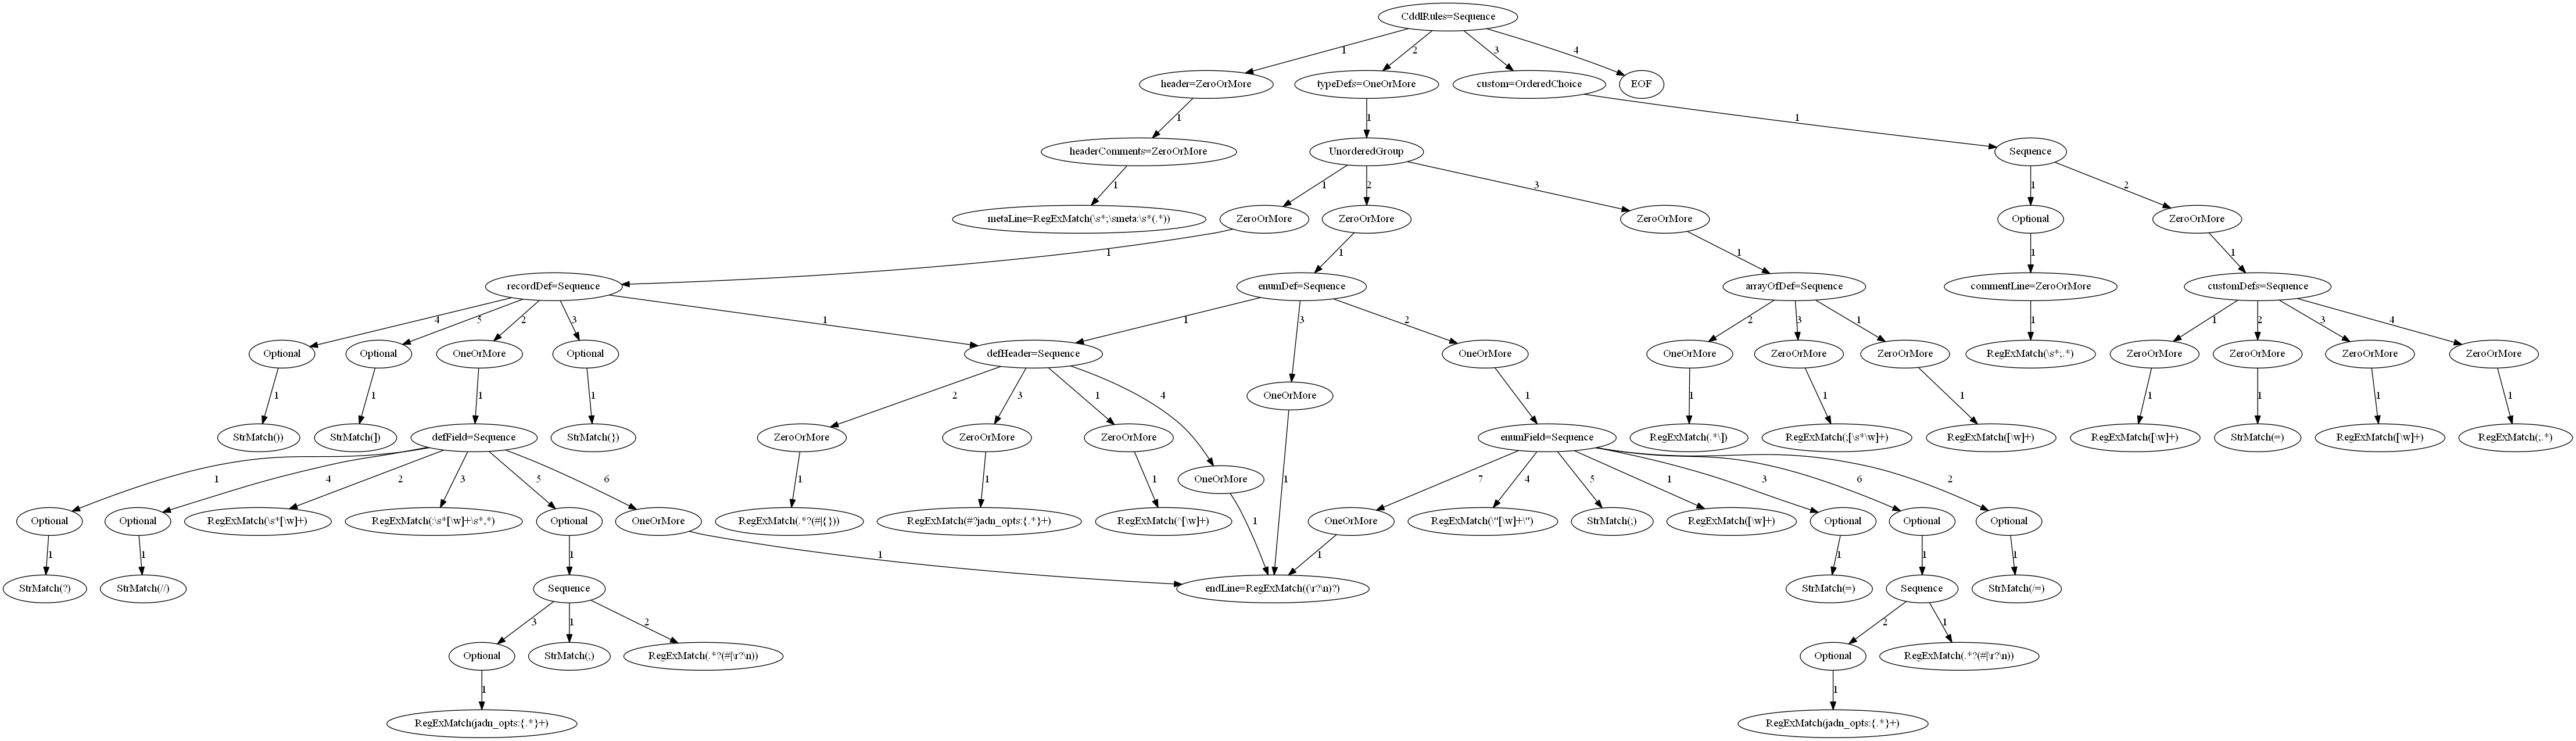 CddlRules=Sequence
1
2
3
4
header=ZeroOrMore
typeDefs=OneOrMore
custom=OrderedChoice
EOF
1
1
1
headerComments=ZeroOrMore
UnorderedGroup
Sequence
1
1
2
3
1
2
metaLine=RegExMatch(\s*;\smeta:\s*(.*))
ZeroOrMore
ZeroOrMore
ZeroOrMore
Optional
ZeroOrMore
1
1
1
1
1
recordDef=Sequence
enumDef=Sequence
arrayOfDef=Sequence
commentLine=ZeroOrMore
customDefs=Sequence
4
5
2
3
1
1
3
2
2
3
1
1
1
2
3
4
Optional
Optional
OneOrMore
Optional
defHeader=Sequence
OneOrMore
OneOrMore
ZeroOrMore
ZeroOrMore
RegExMatch(\s*;.*)
ZeroOrMore
ZeroOrMore
ZeroOrMore
ZeroOrMore
OneOrMore
1
1
1
1
2
3
1
4
1
1
1
1
1
1
1
1
StrMatch())
StrMatch(])
defField=Sequence
StrMatch(})
ZeroOrMore
ZeroOrMore
ZeroOrMore
enumField=Sequence
RegExMatch(.*\])
RegExMatch(;[\s*\w]+)
RegExMatch([\w]+)
RegExMatch([\w]+)
StrMatch(=)
RegExMatch([\w]+)
RegExMatch(;.*)
1
4
2
3
5
6
1
1
1
OneOrMore
1
7
4
5
1
3
6
2
Optional
Optional
RegExMatch(\s*[\w]+)
RegExMatch(:\s*[\w]+\s*,*)
Optional
OneOrMore
RegExMatch(.*?(#|{))
RegExMatch(#?jadn_opts:{.*}+)
RegExMatch(^[\w]+)
OneOrMore
RegExMatch(\"[\w]+\")
StrMatch(;)
RegExMatch([\w]+)
Optional
Optional
Optional
1
1
1
1
1
1
1
1
1
StrMatch(?)
StrMatch(//)
Sequence
endLine=RegExMatch((\r?\n)?)
StrMatch(=)
Sequence
StrMatch(/=)
3
1
2
2
1
Optional
StrMatch(;)
RegExMatch(.*?(#|\r?\n))
Optional
RegExMatch(.*?(#|\r?\n))
1
1
RegExMatch(jadn_opts:{.*}+)
RegExMatch(jadn_opts:{.*}+)